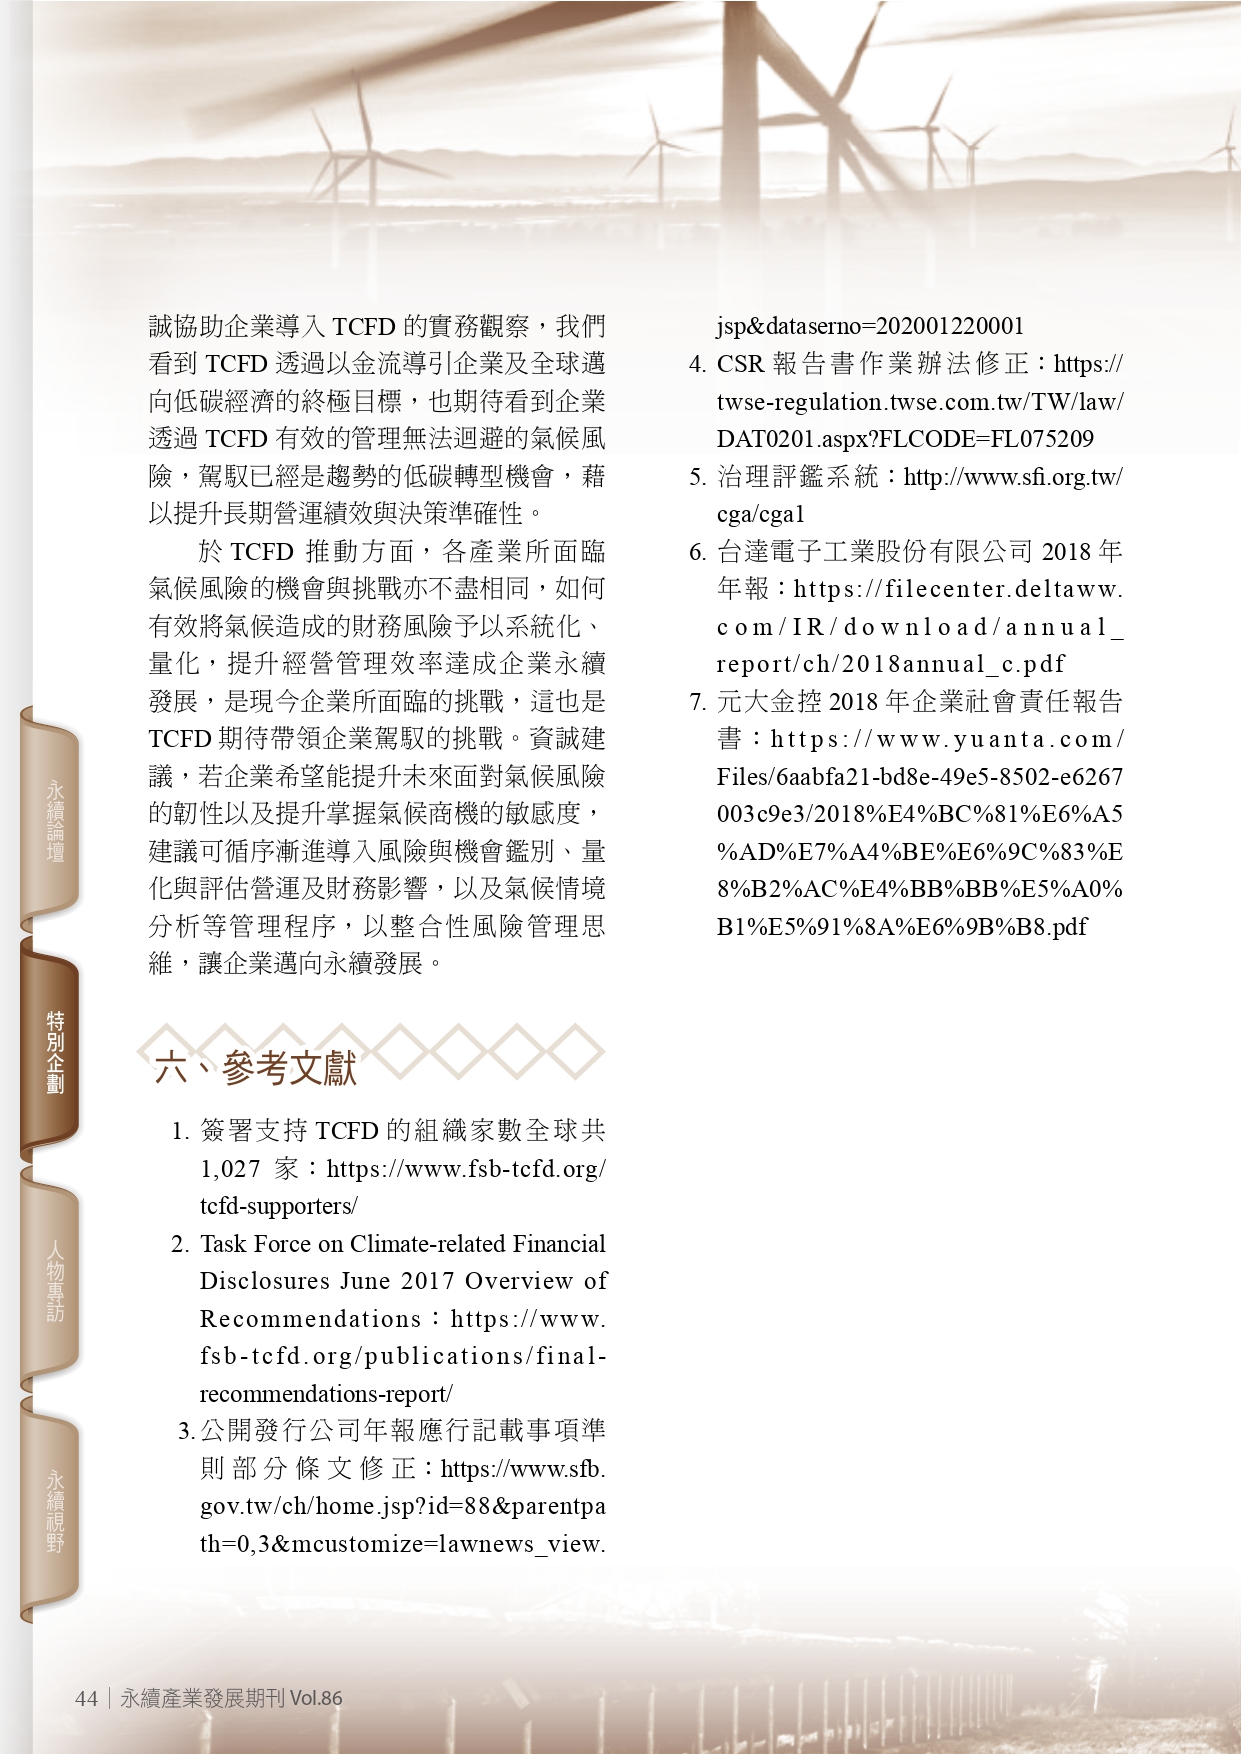 誠協助企業導入 TCFD 的實務觀察，我們
看到 TCFD 透過以金流導引企業及全球邁
向低碳經濟的終極目標，也期待看到企業
透過 TCFD 有效的管理無法迴避的氣候風
險，駕馭已經是趨勢的低碳轉型機會，藉
以提升長期營運績效與決策準確性。
於 TCFD 推動方面，各產業所面臨
氣候風險的機會與挑戰亦不盡相同，如何
有效將氣候造成的財務風險予以系統化、
量化，提升經營管理效率達成企業永續
發展，是現今企業所面臨的挑戰，這也是
TCFD 期待帶領企業駕馭的挑戰。資誠建
議，若企業希望能提升未來面對氣候風險
的韌性以及提升掌握氣候商機的敏感度，
建議可循序漸進導入風險與機會鑑別、量
化與評估營運及財務影響，以及氣候情境
分析等管理程序，以整合性風險管理思
維，讓企業邁向永續發展。
六、參考文獻
1. 簽署支持 TCFD 的組織家數全球共
1,027 家：https://www.fsb-tcfd.org/
tcfd-supporters/
2. Task Force on Climate-related Financial
Disclosures June 2017 Overview of
Recommendations：https://www.
fsb-tcfd.org/publications/final-
recommendations-report/
3. 公開發行公司年報應行記載事項準
則部分條文修正：https://www.sfb.
gov.tw/ch/home.jsp?id=88&parentpa
th=0,3&mcustomize=lawnews_view.
jsp&dataserno=202001220001
4. CSR 報告書作業辦法修正：https://
twse-regulation.twse.com.tw/TW/law/
DAT0201.aspx?FLCODE=FL075209
5. 治理評鑑系統：http://www.sfi.org.tw/
cga/cga1
6. 台達電子工業股份有限公司 2018 年
年報：https://filecenter.deltaww.
com/IR/download/annual_
report/ch/2018annual_c.pdf
7. 元大金控 2018 年企業社會責任報告
書：https://www.yuanta.com/
Files/6aabfa21-bd8e-49e5-8502-e6267
003c9e3/2018%E4%BC%81%E6%A5
%AD%E7%A4%BE%E6%9C%83%E
8%B2%AC%E4%BB%BB%E5%A0%
B1%E5%91%8A%E6%9B%B8.pdf
永續論壇
特別企劃
人物專訪
永續視野
44 | 永續產業發展期刊 Vol.86